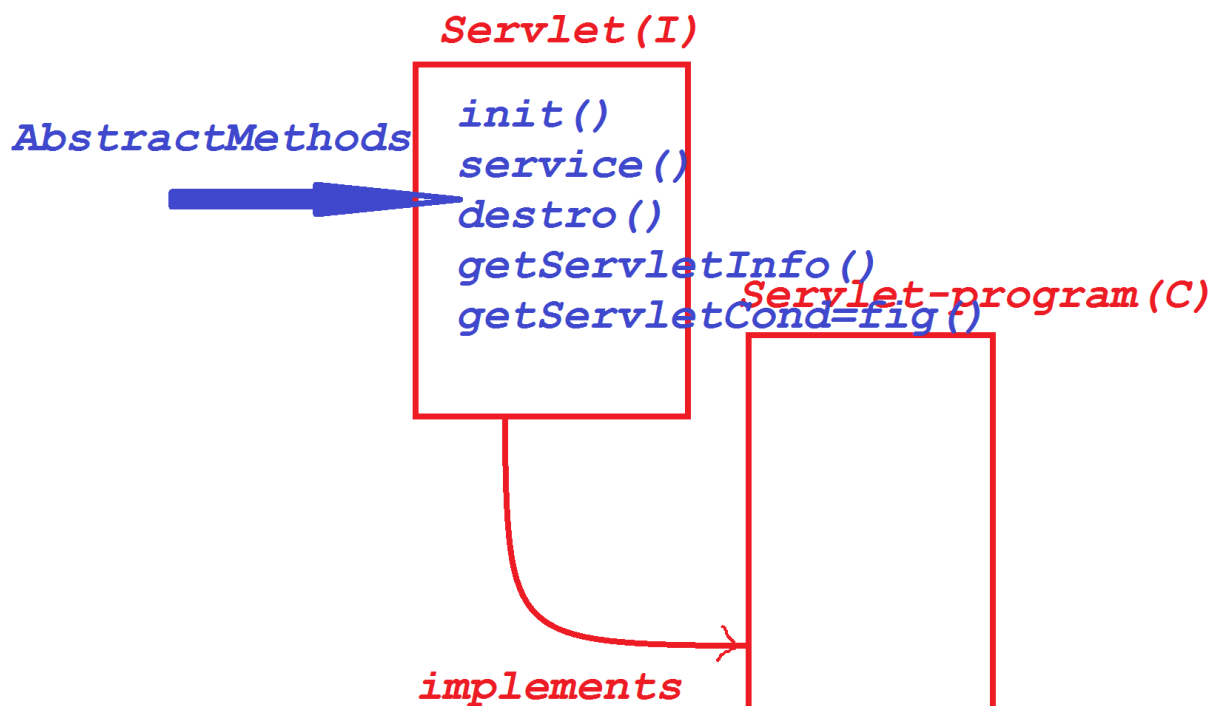 Servlet(I)
AbstractMethods
init()
service()
destro()
getServletInfo()
Servlet-program(C)
getServletCond=fig()
implements